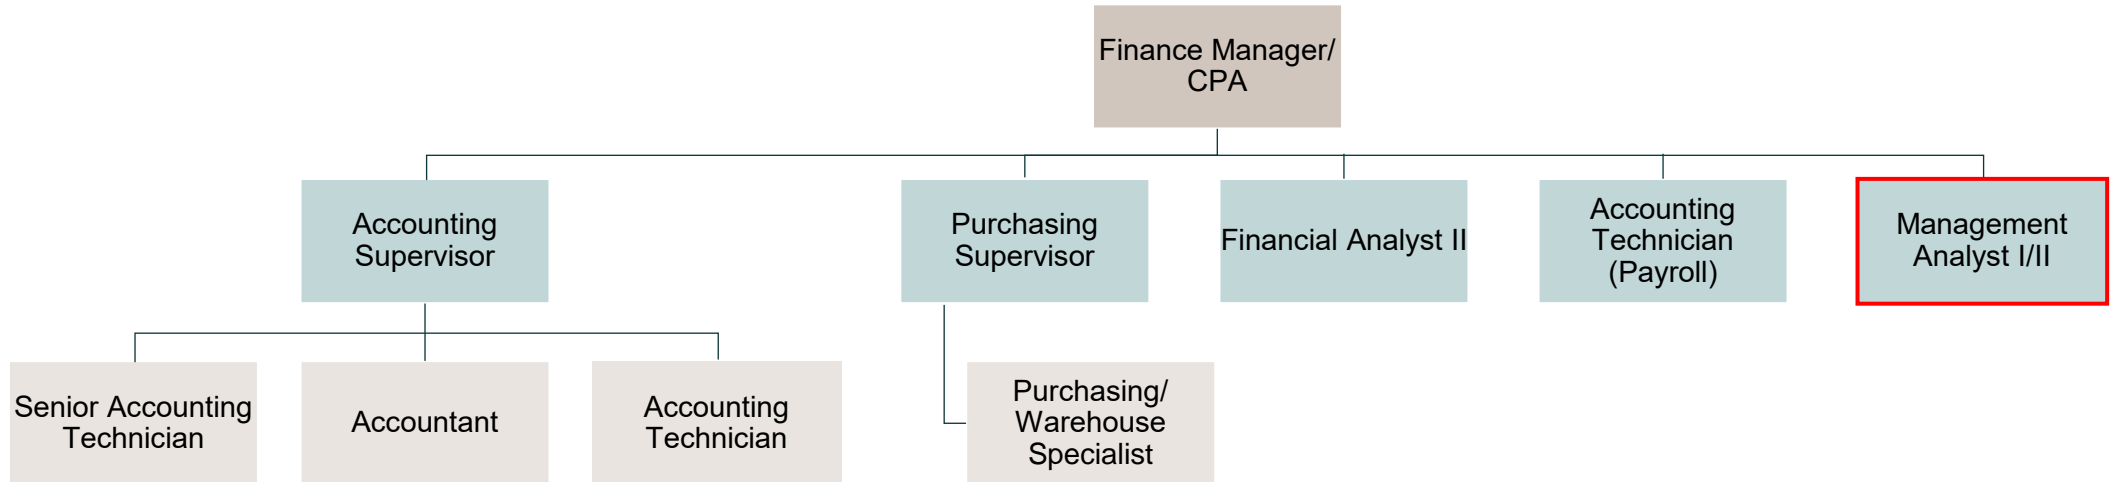 Finance Manager/
CPA
Accounting
Supervisor
Purchasing
Supervisor
Financial Analyst II
Accounting
Technician
(Payroll)
Management
Analyst I/II
Senior Accounting
Technician
Accountant
Accounting
Technician
Purchasing/
Warehouse
Specialist